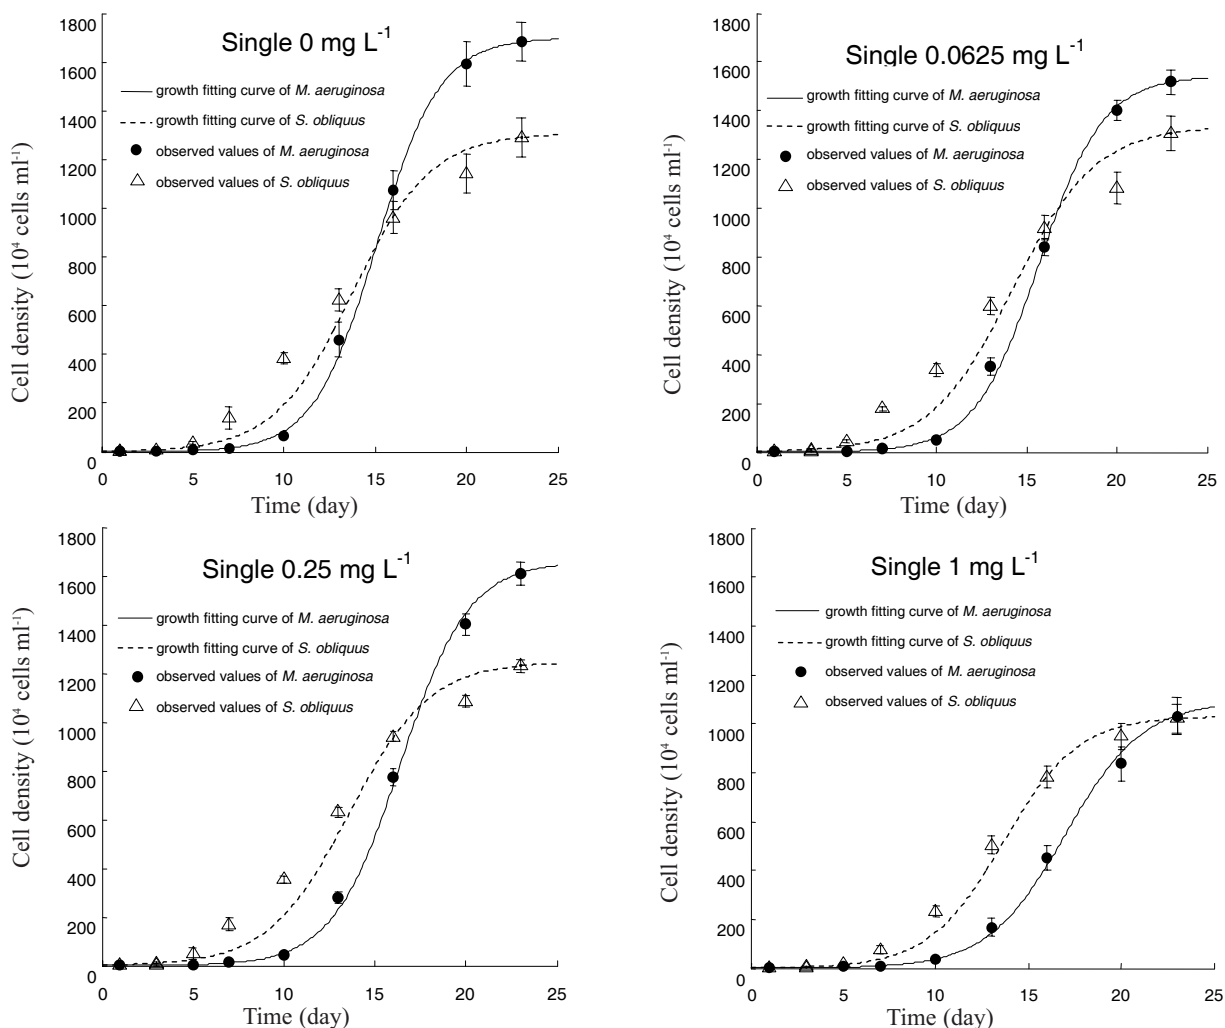 Single 0 mg L⁻¹
growth fitting curve of M. aeruginosa
growth fitting curve of S. obliquus
observed values of M. aeruginosa
observed values of S. obliquus
Cell density (10⁴ cells ml⁻¹)
1800
1600
1400
1200
1000
800
600
400
200
0
0 5 10 15 20 25
Time (day)
Single 0.0625 mg L⁻¹
growth fitting curve of M. aeruginosa
growth fitting curve of S. obliquus
observed values of M. aeruginosa
observed values of S. obliquus
Cell density (10⁴ cells ml⁻¹)
1800
1600
1400
1200
1000
800
600
400
200
0
0 5 10 15 20 25
Time (day)
Single 0.25 mg L⁻¹
growth fitting curve of M. aeruginosa
growth fitting curve of S. obliquus
observed values of M. aeruginosa
observed values of S. obliquus
Cell density (10⁴ cells ml⁻¹)
1800
1600
1400
1200
1000
800
600
400
200
0
0 5 10 15 20 25
Time (day)
Single 1 mg L⁻¹
growth fitting curve of M. aeruginosa
growth fitting curve of S. obliquus
observed values of M. aeruginosa
observed values of S. obliquus
Cell density (10⁴ cells ml⁻¹)
1800
1600
1400
1200
1000
800
600
400
200
0
0 5 10 15 20 25
Time (day)